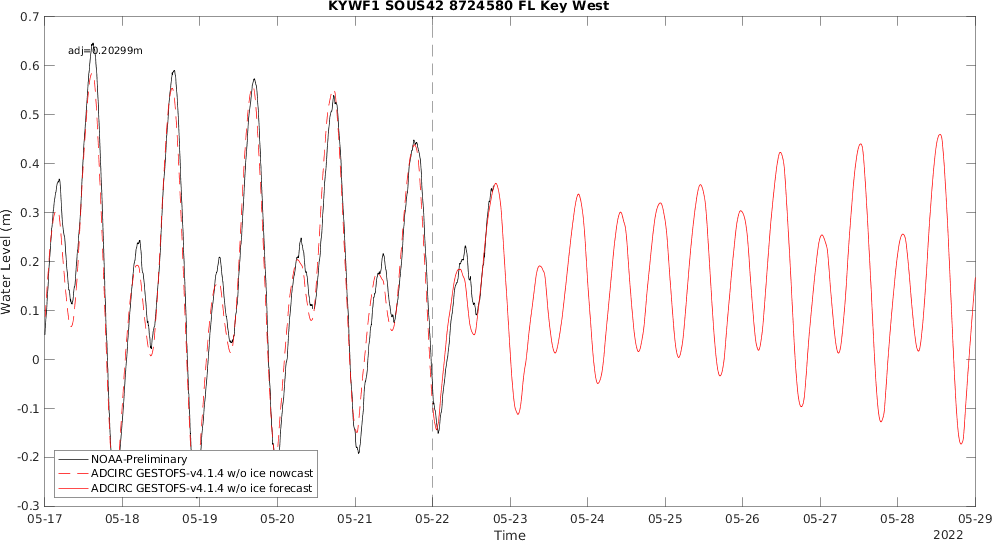 KYWF1 SOUS42 8724580 FL Key West
0.7
0.6
0.5
0.4
0.3
0.2
0.1
0
-0.1
-0.2
-0.3
Water Level (m)
adj=0.20299m
NOAA-Preliminary
ADCIRC GESTOFS-v4.1.4 w/o ice nowcast
ADCIRC GESTOFS-v4.1.4 w/o ice forecast
05-17 05-18 05-19 05-20 05-21 05-22 05-23 05-24 05-25 05-26 05-27 05-28 05-29
Time
2022